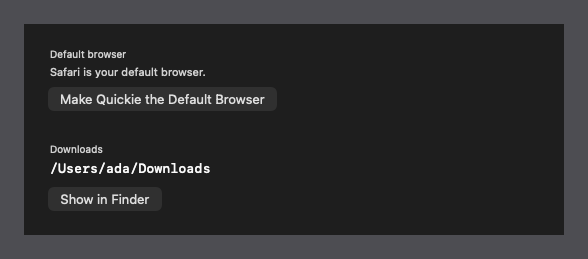 Default browser
Safari is your default browser.
Make Quickie the Default Browser
Downloads
/Users/ada/Downloads
Show in Finder